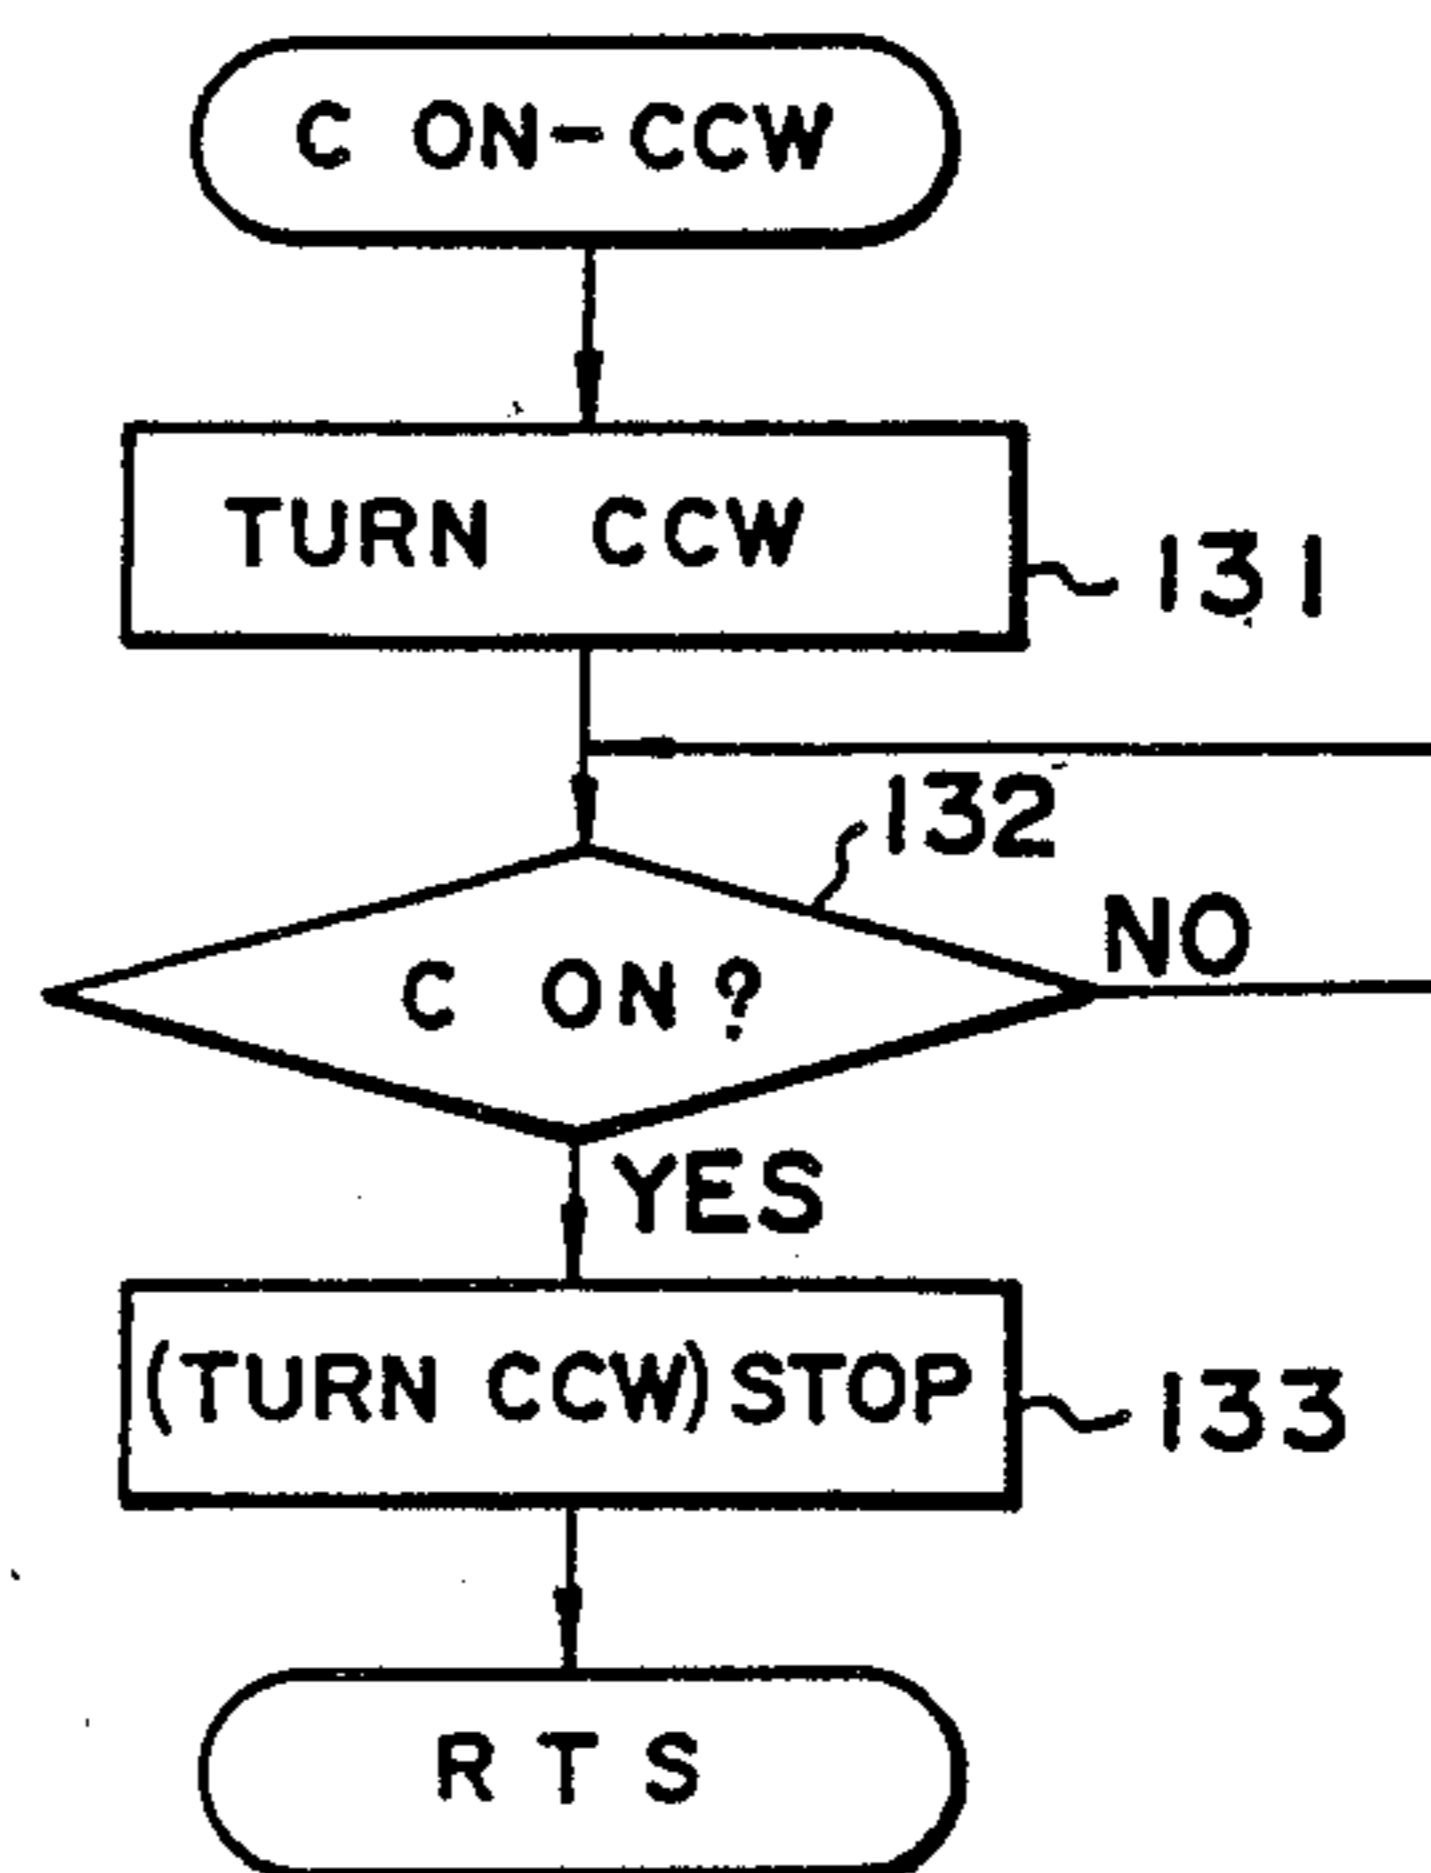 C ON-CCW
TURN CCW
131
132
NO
C ON?
YES
(TURN CCW) STOP
133
RTS